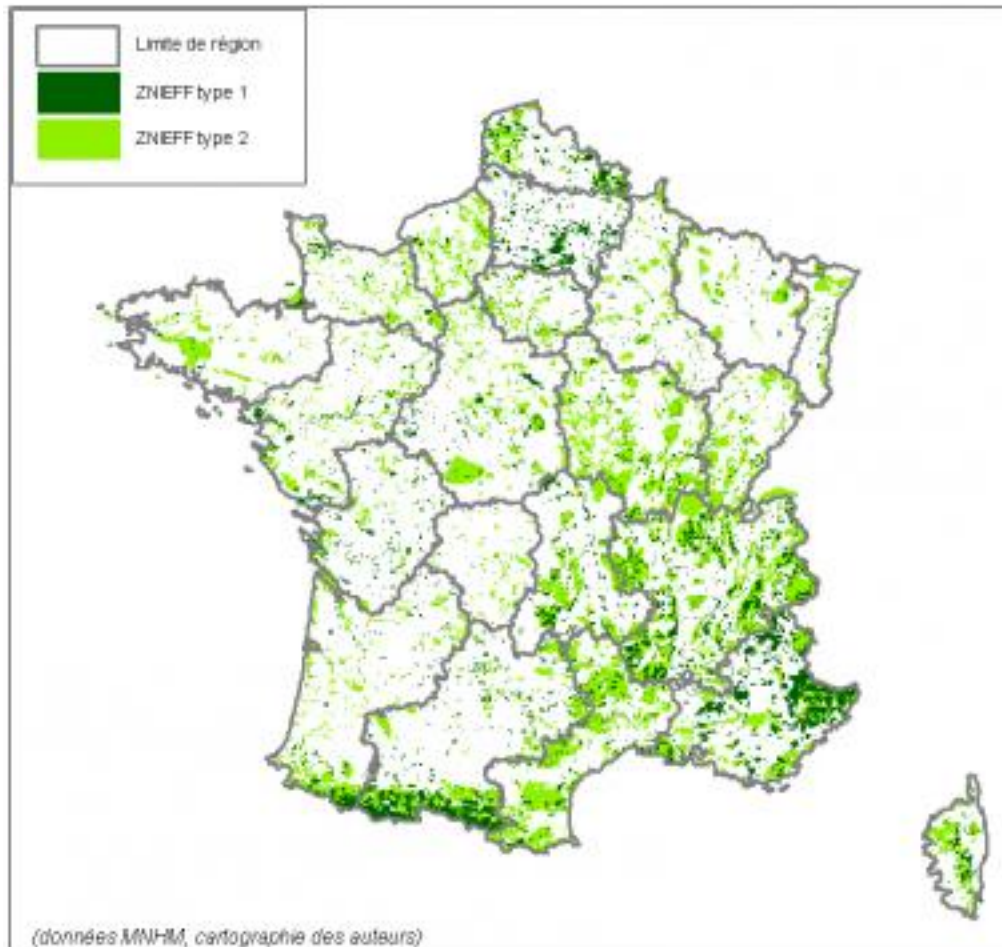 Limite de région
ZNIEFF type 1
ZNIEFF type 2
(données MNHM, cartographie des auteurs)